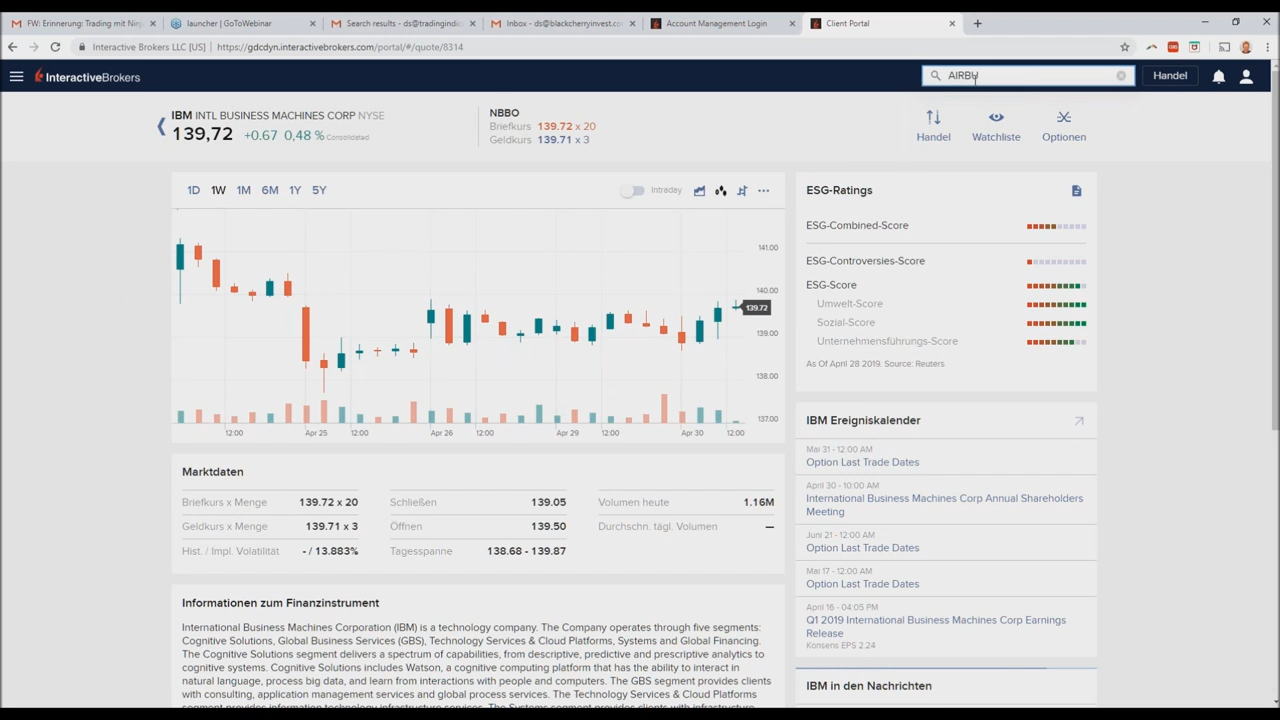 FW: Erinnerung: Trading mit Ninj
launcher | GoToWebinar
Search results - ds@tradingindic
Inbox - ds@blackcherryinvest.co
Account Management Login
Client Portal
Interactive Brokers LLC [US] | https://gdcdyn.interactivebrokers.com/portal/#/quote/8314
InteractiveBrokers
AIRBU
Handel
IBM INTL BUSINESS MACHINES CORP NYSE
139,72 +0.67 0,48 % Consolidated
NBBO
Briefkurs 139.72 x 20
Geldkurs 139.71 x 3
Handel
Watchliste
Optionen
1D 1W 1M 6M 1Y 5Y
Intraday
141.00
140.00
139.72
139.00
138.00
137.00
12:00 Apr 25 12:00 Apr 26 12:00 Apr 29 12:00 Apr 30 12:00
Marktdaten
Briefkurs x Menge 139.72 x 20 Schließen 139.05 Volumen heute 1.16M
Geldkurs x Menge 139.71 x 3 Öffnen 139.50 Durchschn. tägl. Volumen —
Hist. / Impl. Volatilität - / 13.883% Tagesspanne 138.68 - 139.87
Informationen zum Finanzinstrument
International Business Machines Corporation (IBM) is a technology company. The Company operates through five segments:
Cognitive Solutions, Global Business Services (GBS), Technology Services & Cloud Platforms, Systems and Global Financing.
The Cognitive Solutions segment delivers a spectrum of capabilities, from descriptive, predictive and prescriptive analytics to
cognitive systems. Cognitive Solutions includes Watson, a cognitive computing platform that has the ability to interact in
natural language, process big data, and learn from interactions with people and computers. The GBS segment provides clients
with consulting, application management services and global process services. The Technology Services & Cloud Platforms
segment provides information technology infrastructure services. The Systems segment provides clients with infrastructure
ESG-Ratings
ESG-Combined-Score
ESG-Controversies-Score
ESG-Score
Umwelt-Score
Sozial-Score
Unternehmensführungs-Score
As Of April 28 2019. Source: Reuters
IBM Ereigniskalender
Mai 31 - 12:00 AM
Option Last Trade Dates
April 30 - 10:00 AM
International Business Machines Corp Annual Shareholders
Meeting
Juni 21 - 12:00 AM
Option Last Trade Dates
Mai 17 - 12:00 AM
Option Last Trade Dates
April 16 - 04:05 PM
Q1 2019 International Business Machines Corp Earnings
Release
Konsens EPS 2.24
IBM in den Nachrichten